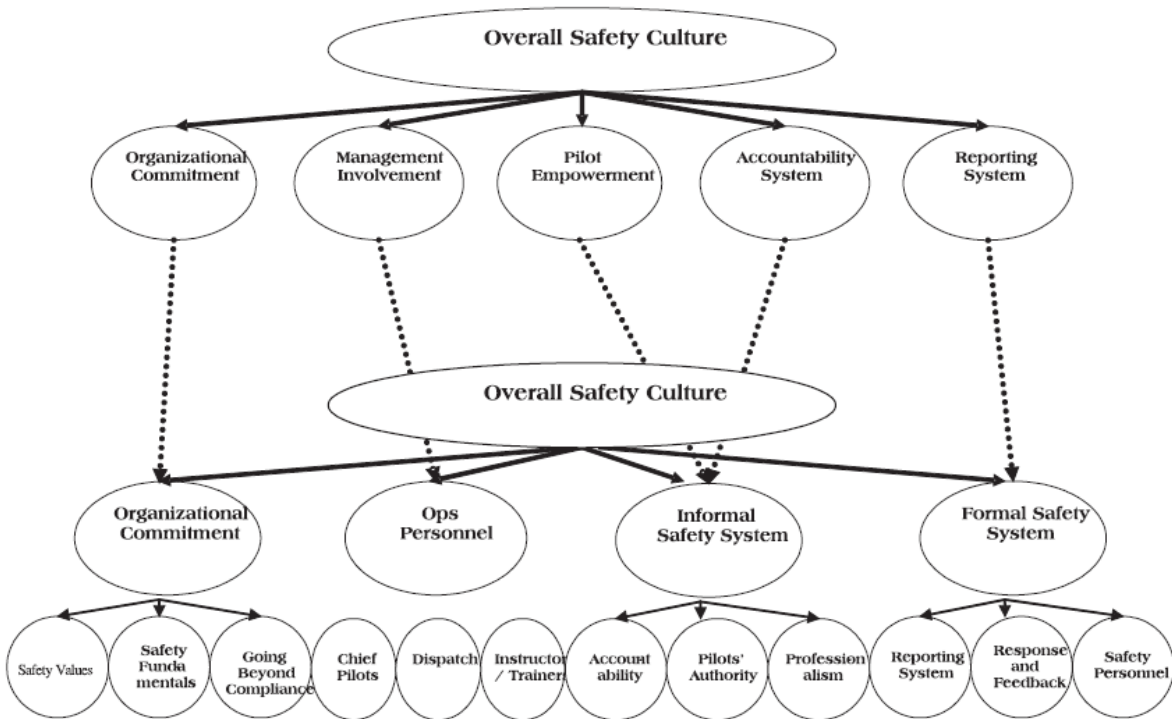 Overall Safety Culture
Organizational
Commitment
Management
Involvement
Pilot
Empowerment
Accountability
System
Reporting
System
Overall Safety Culture
Organizational
Commitment
Ops
Personnel
Informal
Safety System
Formal Safety
System
Safety Values
Safety
Funda
mentals
Going
Beyond
Compliance
Chief
Pilots
Dispatch
Instructor
/ Trainers
Account
ability
Pilots'
Authority
Profession
alism
Reporting
System
Response
and
Feedback
Safety
Personnel